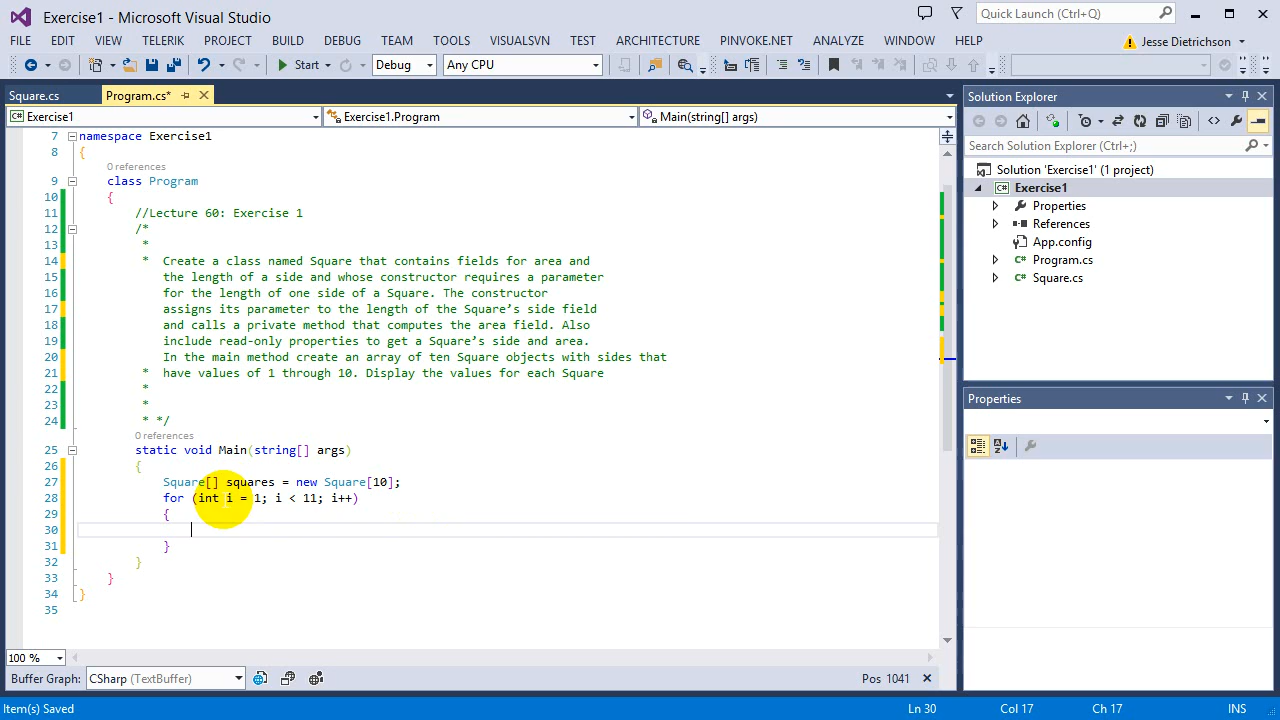 Exercise1 - Microsoft Visual Studio
Quick Launch (Ctrl+Q)
FILE EDIT VIEW TELERIK PROJECT BUILD DEBUG TEAM TOOLS VISUALSVN TEST ARCHITECTURE PINVOKE.NET ANALYZE WINDOW HELP
Jesse Dietrichson
Start Debug Any CPU
Square.cs Program.cs*
Exercise1 Exercise1.Program Main(string[] args)
7 namespace Exercise1
8 {
0 references
9 class Program
10 {
11 //Lecture 60: Exercise 1
12 /*
13 *
14 * Create a class named Square that contains fields for area and
15 the length of a side and whose constructor requires a parameter
16 for the length of one side of a Square. The constructor
17 assigns its parameter to the length of the Square’s side field
18 and calls a private method that computes the area field. Also
19 include read-only properties to get a Square’s side and area.
20 In the main method create an array of ten Square objects with sides that
21 * have values of 1 through 10. Display the values for each Square
22 *
23 *
24 * */
0 references
25 static void Main(string[] args)
26 {
27 Square[] squares = new Square[10];
28 for (int i = 1; i < 11; i++)
29 {
30
31 }
32 }
33 }
34 }
35
100 %
Buffer Graph: CSharp (TextBuffer) Pos 1041
Solution Explorer
Search Solution Explorer (Ctrl+;)
Solution 'Exercise1' (1 project)
Exercise1
Properties
References
App.config
Program.cs
Square.cs
Properties
Item(s) Saved Ln 30 Col 17 Ch 17 INS